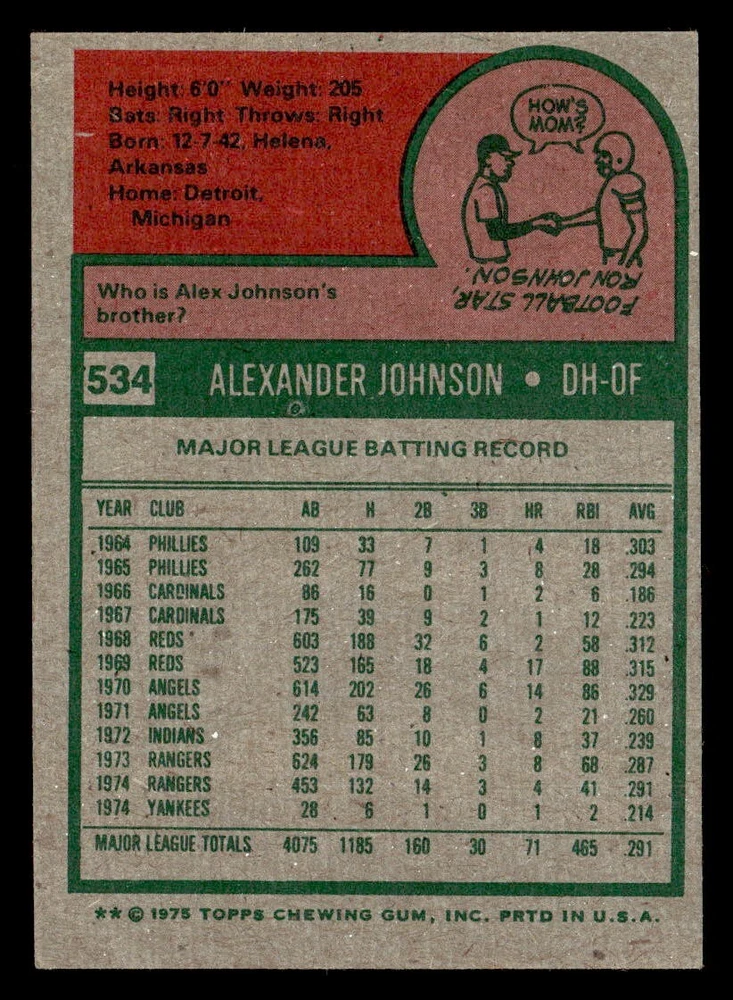 Height: 6'0" Weight: 205
Bats: Right Throws: Right
Born: 12-7-42, Helena,
Arkansas
Home: Detroit,
Michigan
HOW'S
MOM?
Who is Alex Johnson's
brother?
FOOTBALL STAR,
RON JOHNSON.
534 ALEXANDER JOHNSON • DH-OF
MAJOR LEAGUE BATTING RECORD
YEAR CLUB AB H 2B 3B HR RBI AVG
1964 PHILLIES 109 33 7 1 4 18 .303
1965 PHILLIES 262 77 9 3 8 28 .294
1966 CARDINALS 86 16 0 1 2 6 .186
1967 CARDINALS 175 39 9 2 1 12 .223
1968 REDS 603 188 32 6 2 58 .312
1969 REDS 523 165 18 4 17 88 .315
1970 ANGELS 614 202 26 6 14 86 .329
1971 ANGELS 242 63 8 0 2 21 .260
1972 INDIANS 356 85 10 1 8 37 .239
1973 RANGERS 624 179 26 3 8 68 .287
1974 RANGERS 453 132 14 3 4 41 .291
1974 YANKEES 28 6 1 0 1 2 .214
MAJOR LEAGUE TOTALS 4075 1185 160 30 71 465 .291
** © 1975 TOPPS CHEWING GUM, INC. PRTD IN U.S.A.